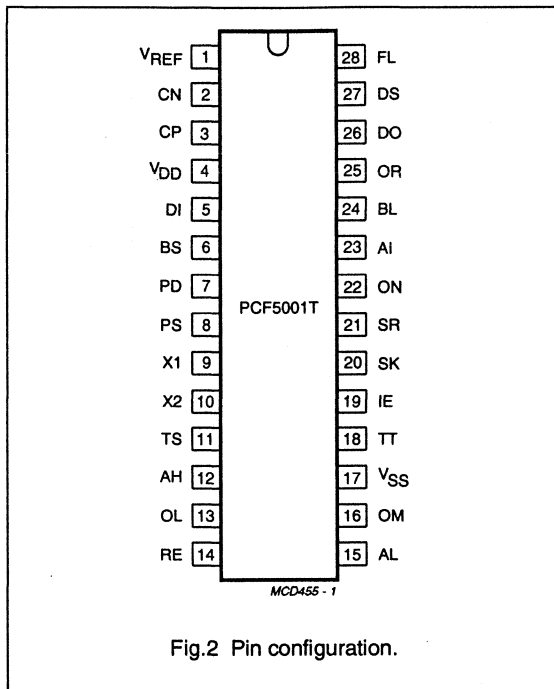 VREF 1 28 FL
CN 2 27 DS
CP 3 26 DO
VDD 4 25 OR
DI 5 24 BL
BS 6 23 AI
PD 7 22 ON
PCF5001T
PS 8 21 SR
X1 9 20 SK
X2 10 19 IE
TS 11 18 TT
AH 12 17 VSS
OL 13 16 OM
RE 14 15 AL
MCD455 - 1
Fig.2 Pin configuration.